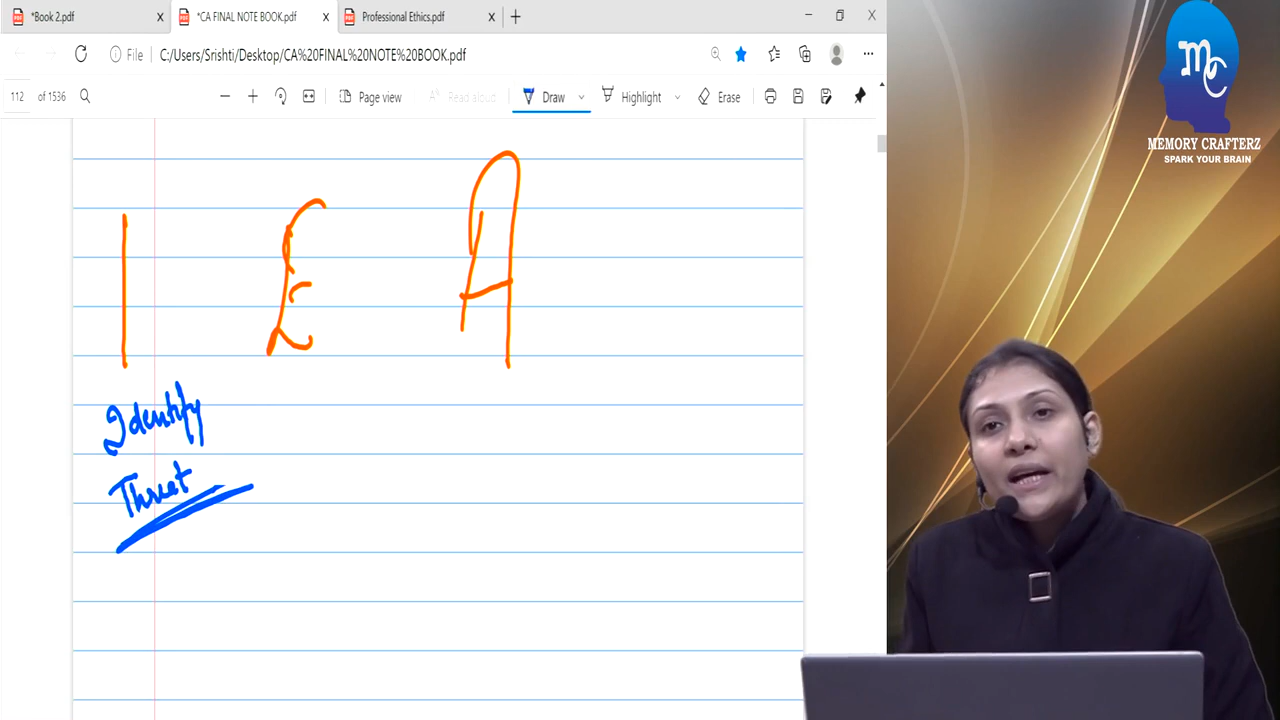 *Book 2.pdf
*CA FINAL NOTE BOOK.pdf
Professional Ethics.pdf
File
C:/Users/Srishti/Desktop/CA%20FINAL%20NOTE%20BOOK.pdf
112 of 1536
Page view
Read aloud
Draw
Highlight
Erase
I E A
Identify
Threat
MC
MEMORY CRAFTERZ
SPARK YOUR BRAIN